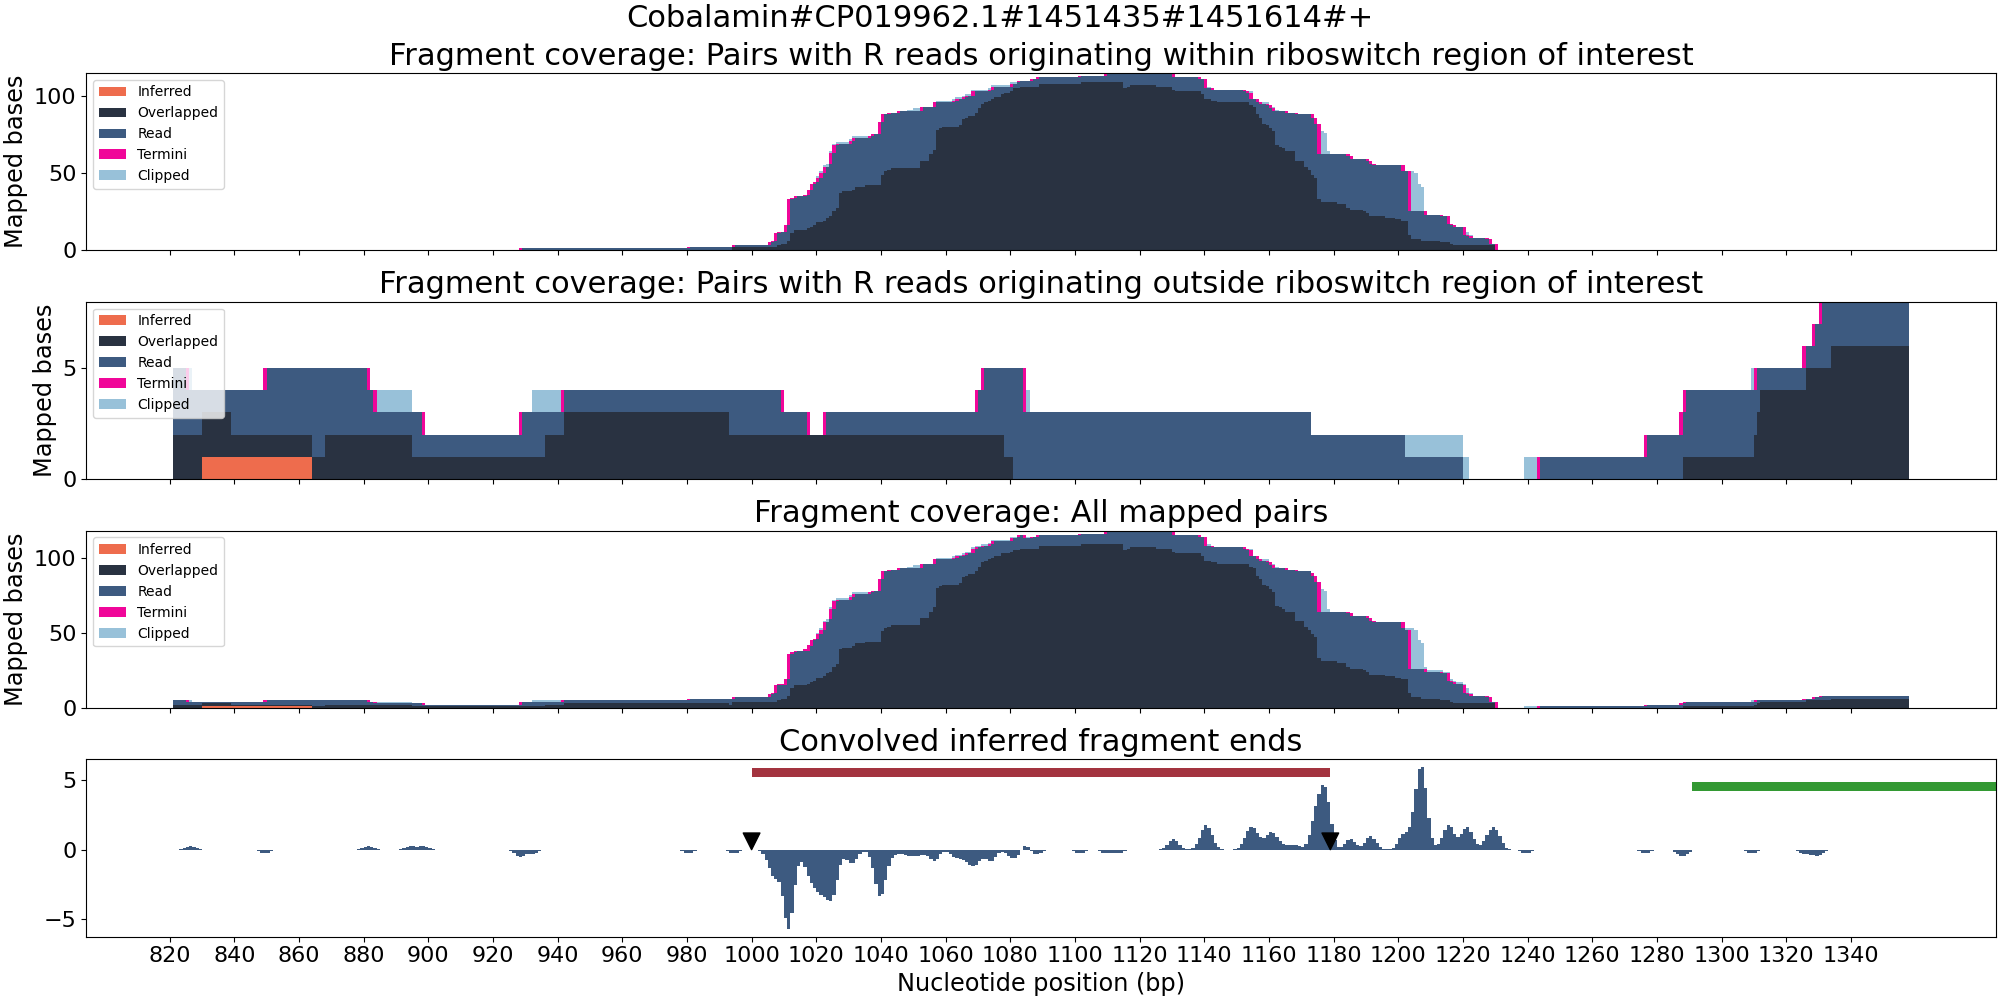 Cobalamin#CP019962.1#1451435#1451614#+
Fragment coverage: Pairs with R reads originating within riboswitch region of interest
Mapped bases
100
50
0
Inferred
Overlapped
Read
Termini
Clipped
Fragment coverage: Pairs with R reads originating outside riboswitch region of interest
Mapped bases
5
0
Inferred
Overlapped
Read
Termini
Clipped
Fragment coverage: All mapped pairs
Mapped bases
100
50
0
Inferred
Overlapped
Read
Termini
Clipped
Convolved inferred fragment ends
5
0
−5
820 840 860 880 900 920 940 960 980 1000 1020 1040 1060 1080 1100 1120 1140 1160 1180 1200 1220 1240 1260 1280 1300 1320 1340
Nucleotide position (bp)